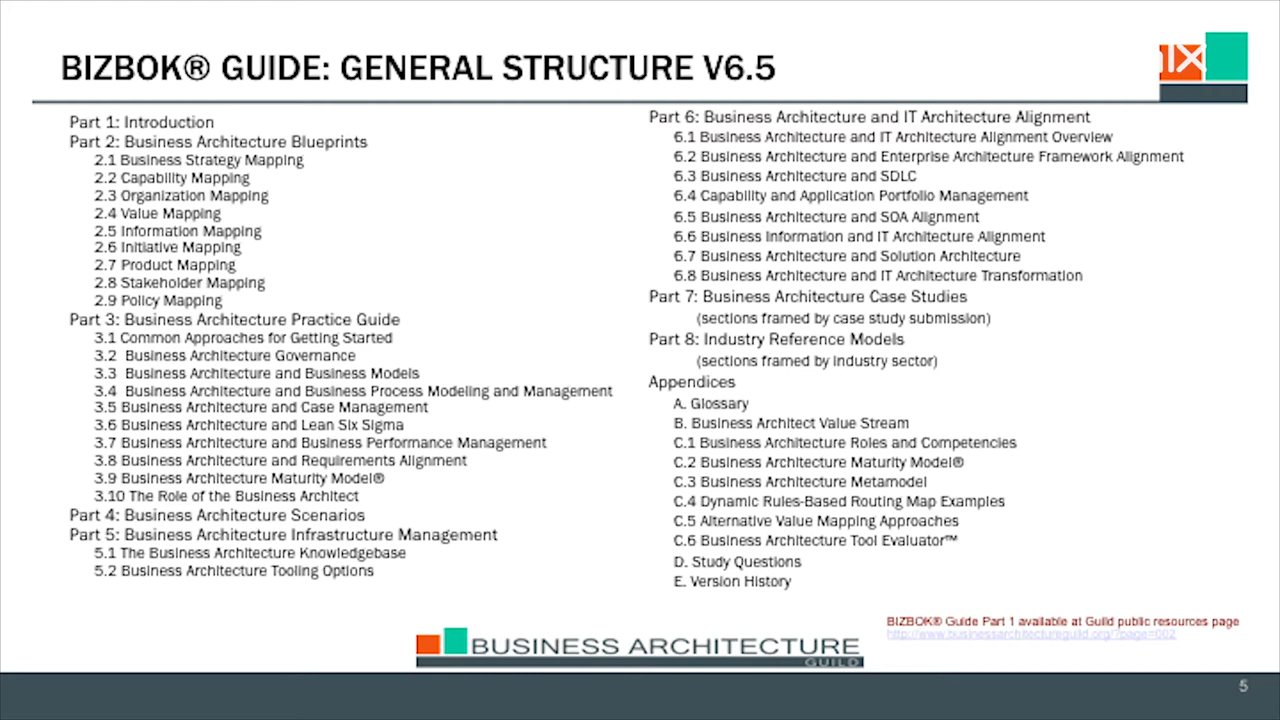 BIZBOK® GUIDE: GENERAL STRUCTURE V6.5
IX
Part 1: Introduction
Part 2: Business Architecture Blueprints
2.1 Business Strategy Mapping
2.2 Capability Mapping
2.3 Organization Mapping
2.4 Value Mapping
2.5 Information Mapping
2.6 Initiative Mapping
2.7 Product Mapping
2.8 Stakeholder Mapping
2.9 Policy Mapping
Part 3: Business Architecture Practice Guide
3.1 Common Approaches for Getting Started
3.2 Business Architecture Governance
3.3 Business Architecture and Business Models
3.4 Business Architecture and Business Process Modeling and Management
3.5 Business Architecture and Case Management
3.6 Business Architecture and Lean Six Sigma
3.7 Business Architecture and Business Performance Management
3.8 Business Architecture and Requirements Alignment
3.9 Business Architecture Maturity Model®
3.10 The Role of the Business Architect
Part 4: Business Architecture Scenarios
Part 5: Business Architecture Infrastructure Management
5.1 The Business Architecture Knowledgebase
5.2 Business Architecture Tooling Options
Part 6: Business Architecture and IT Architecture Alignment
6.1 Business Architecture and IT Architecture Alignment Overview
6.2 Business Architecture and Enterprise Architecture Framework Alignment
6.3 Business Architecture and SDLC
6.4 Capability and Application Portfolio Management
6.5 Business Architecture and SOA Alignment
6.6 Business Information and IT Architecture Alignment
6.7 Business Architecture and Solution Architecture
6.8 Business Architecture and IT Architecture Transformation
Part 7: Business Architecture Case Studies
(sections framed by case study submission)
Part 8: Industry Reference Models
(sections framed by industry sector)
Appendices
A. Glossary
B. Business Architect Value Stream
C.1 Business Architecture Roles and Competencies
C.2 Business Architecture Maturity Model®
C.3 Business Architecture Metamodel
C.4 Dynamic Rules-Based Routing Map Examples
C.5 Alternative Value Mapping Approaches
C.6 Business Architecture Tool Evaluator™
D. Study Questions
E. Version History
BIZBOK® Guide Part 1 available at Guild public resources page
http://www.businessarchitectureguild.org/?page=002
BUSINESS ARCHITECTURE
GUILD
5